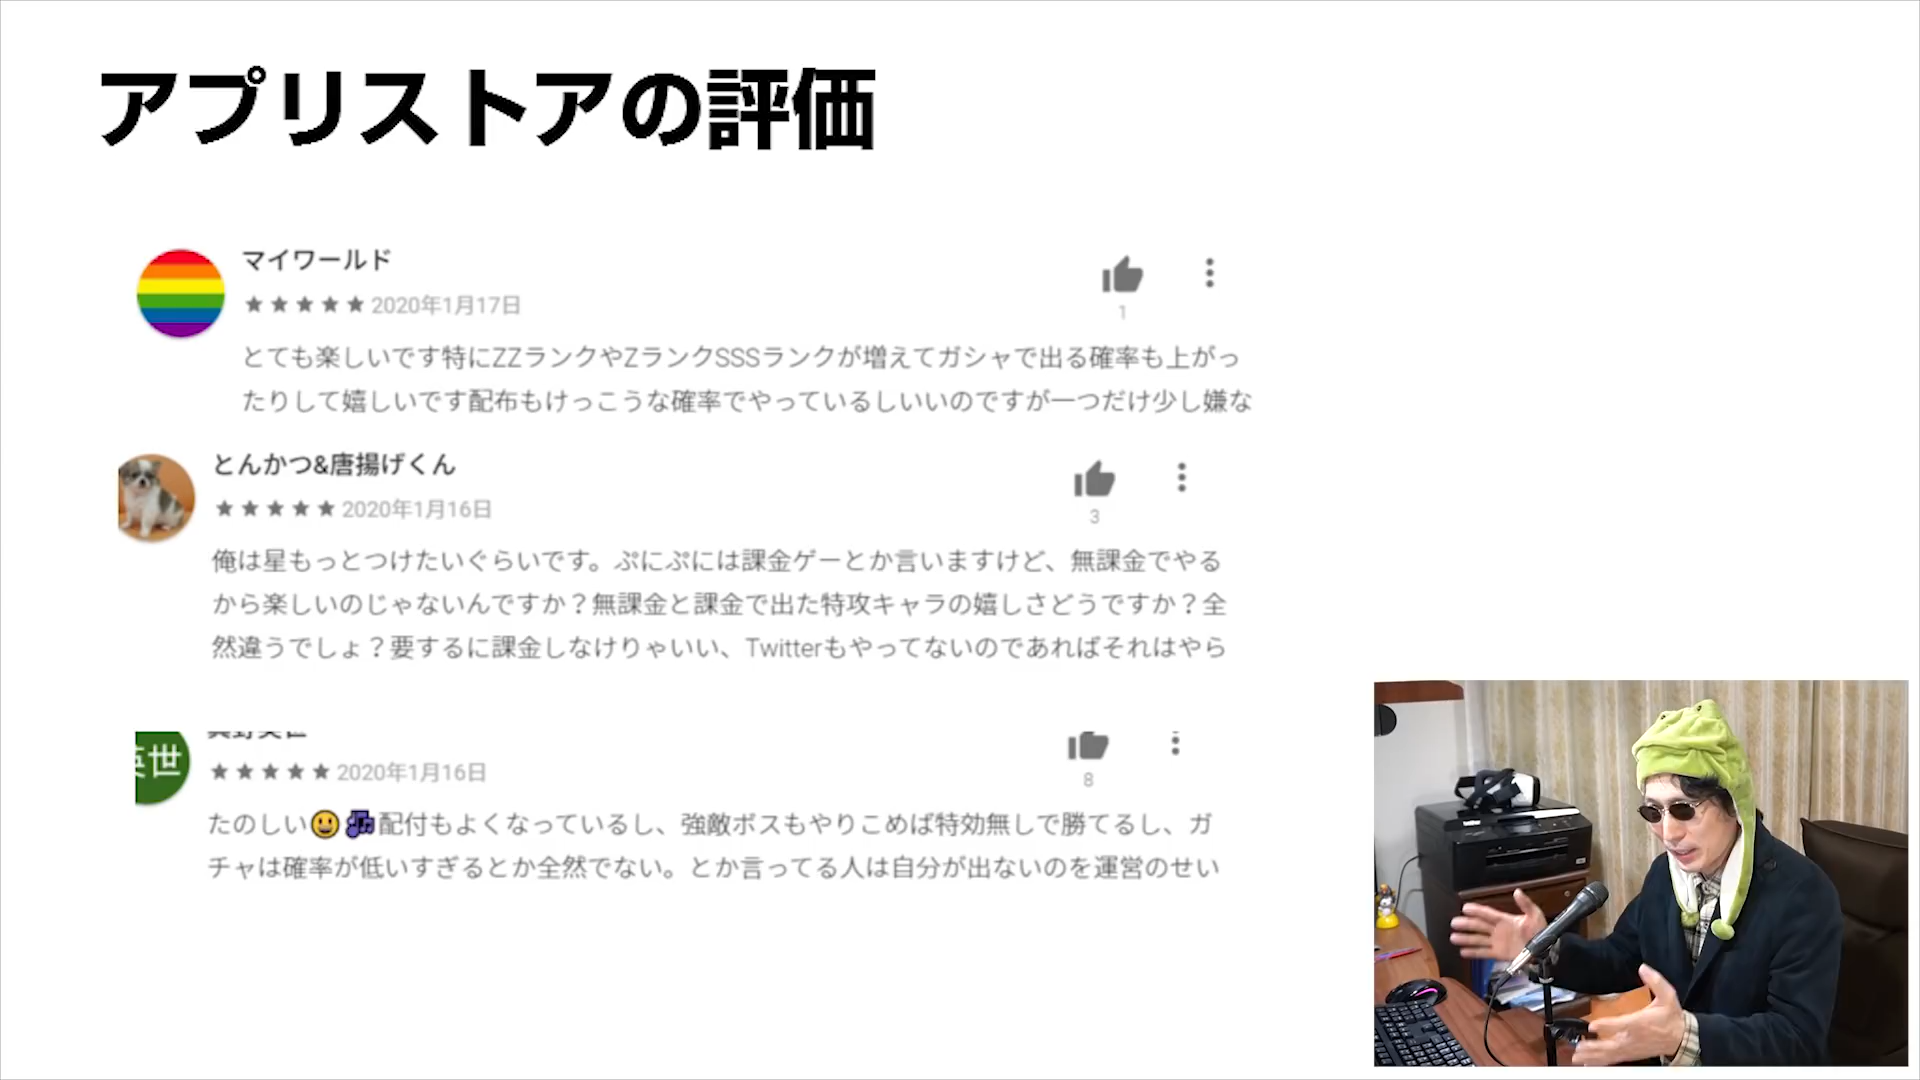 アプリストアの評価
マイワールド
★★★★★ 2020年1月17日
1
とても楽しいです特にZZランクやZランクSSSランクが増えてガシャで出る確率も上がっ
たりして嬉しいです配布もけっこうな確率でやっているしいいのですが一つだけ少し嫌な
とんかつ&唐揚げくん
★★★★★ 2020年1月16日
3
俺は星もっとつけたいぐらいです。ぷにぷには課金ゲーとか言いますけど、無課金でやる
から楽しいのじゃないんですか？無課金と課金で出た特攻キャラの嬉しさどうですか？全
然違うでしょ？要するに課金しなけりゃいい、Twitterもやってないのであればそれはやら
英世
★★★★★ 2020年1月16日
8
たのしい😀🎵配付もよくなっているし、強敵ボスもやりこめば特効無しで勝てるし、ガ
チャは確率が低いすぎるとか全然でない。とか言ってる人は自分が出ないのを運営のせい